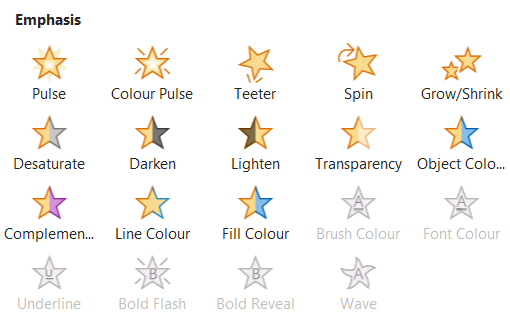 Emphasis
Pulse Colour Pulse Teeter Spin Grow/Shrink
Desaturate Darken Lighten Transparency Object Colo...
Complemen... Line Colour Fill Colour Brush Colour Font Colour
Underline Bold Flash Bold Reveal Wave